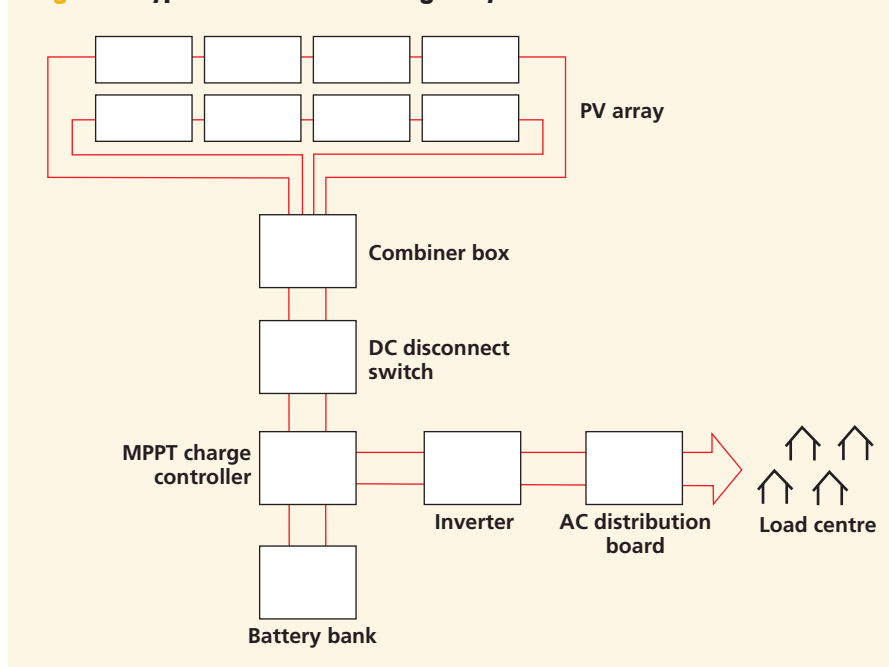 PV array
Combiner box
DC disconnect
switch
MPPT charge
controller
Inverter
AC distribution
board
Load centre
Battery bank